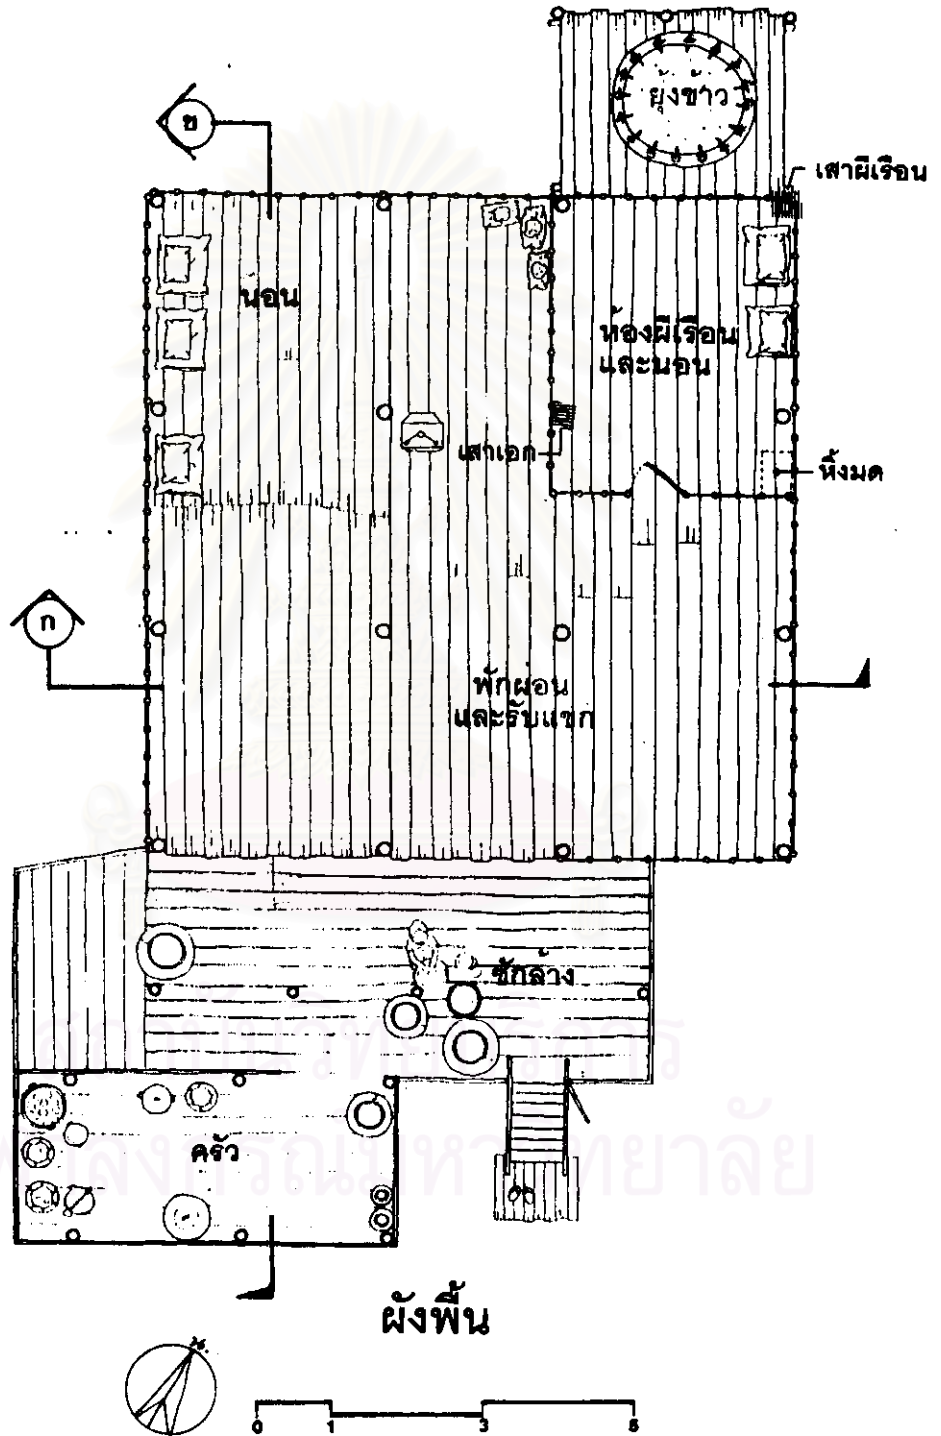 ยุ้งข้าว
ข
เสาผีเรือน
นอน
ห้องผีเรือน
และนอน
เสาเอก
หิ้งมด
ก
พักผ่อน
และรับแขก
ซักล้าง
ครัว
ผังพื้น
น.
0 1 3 5